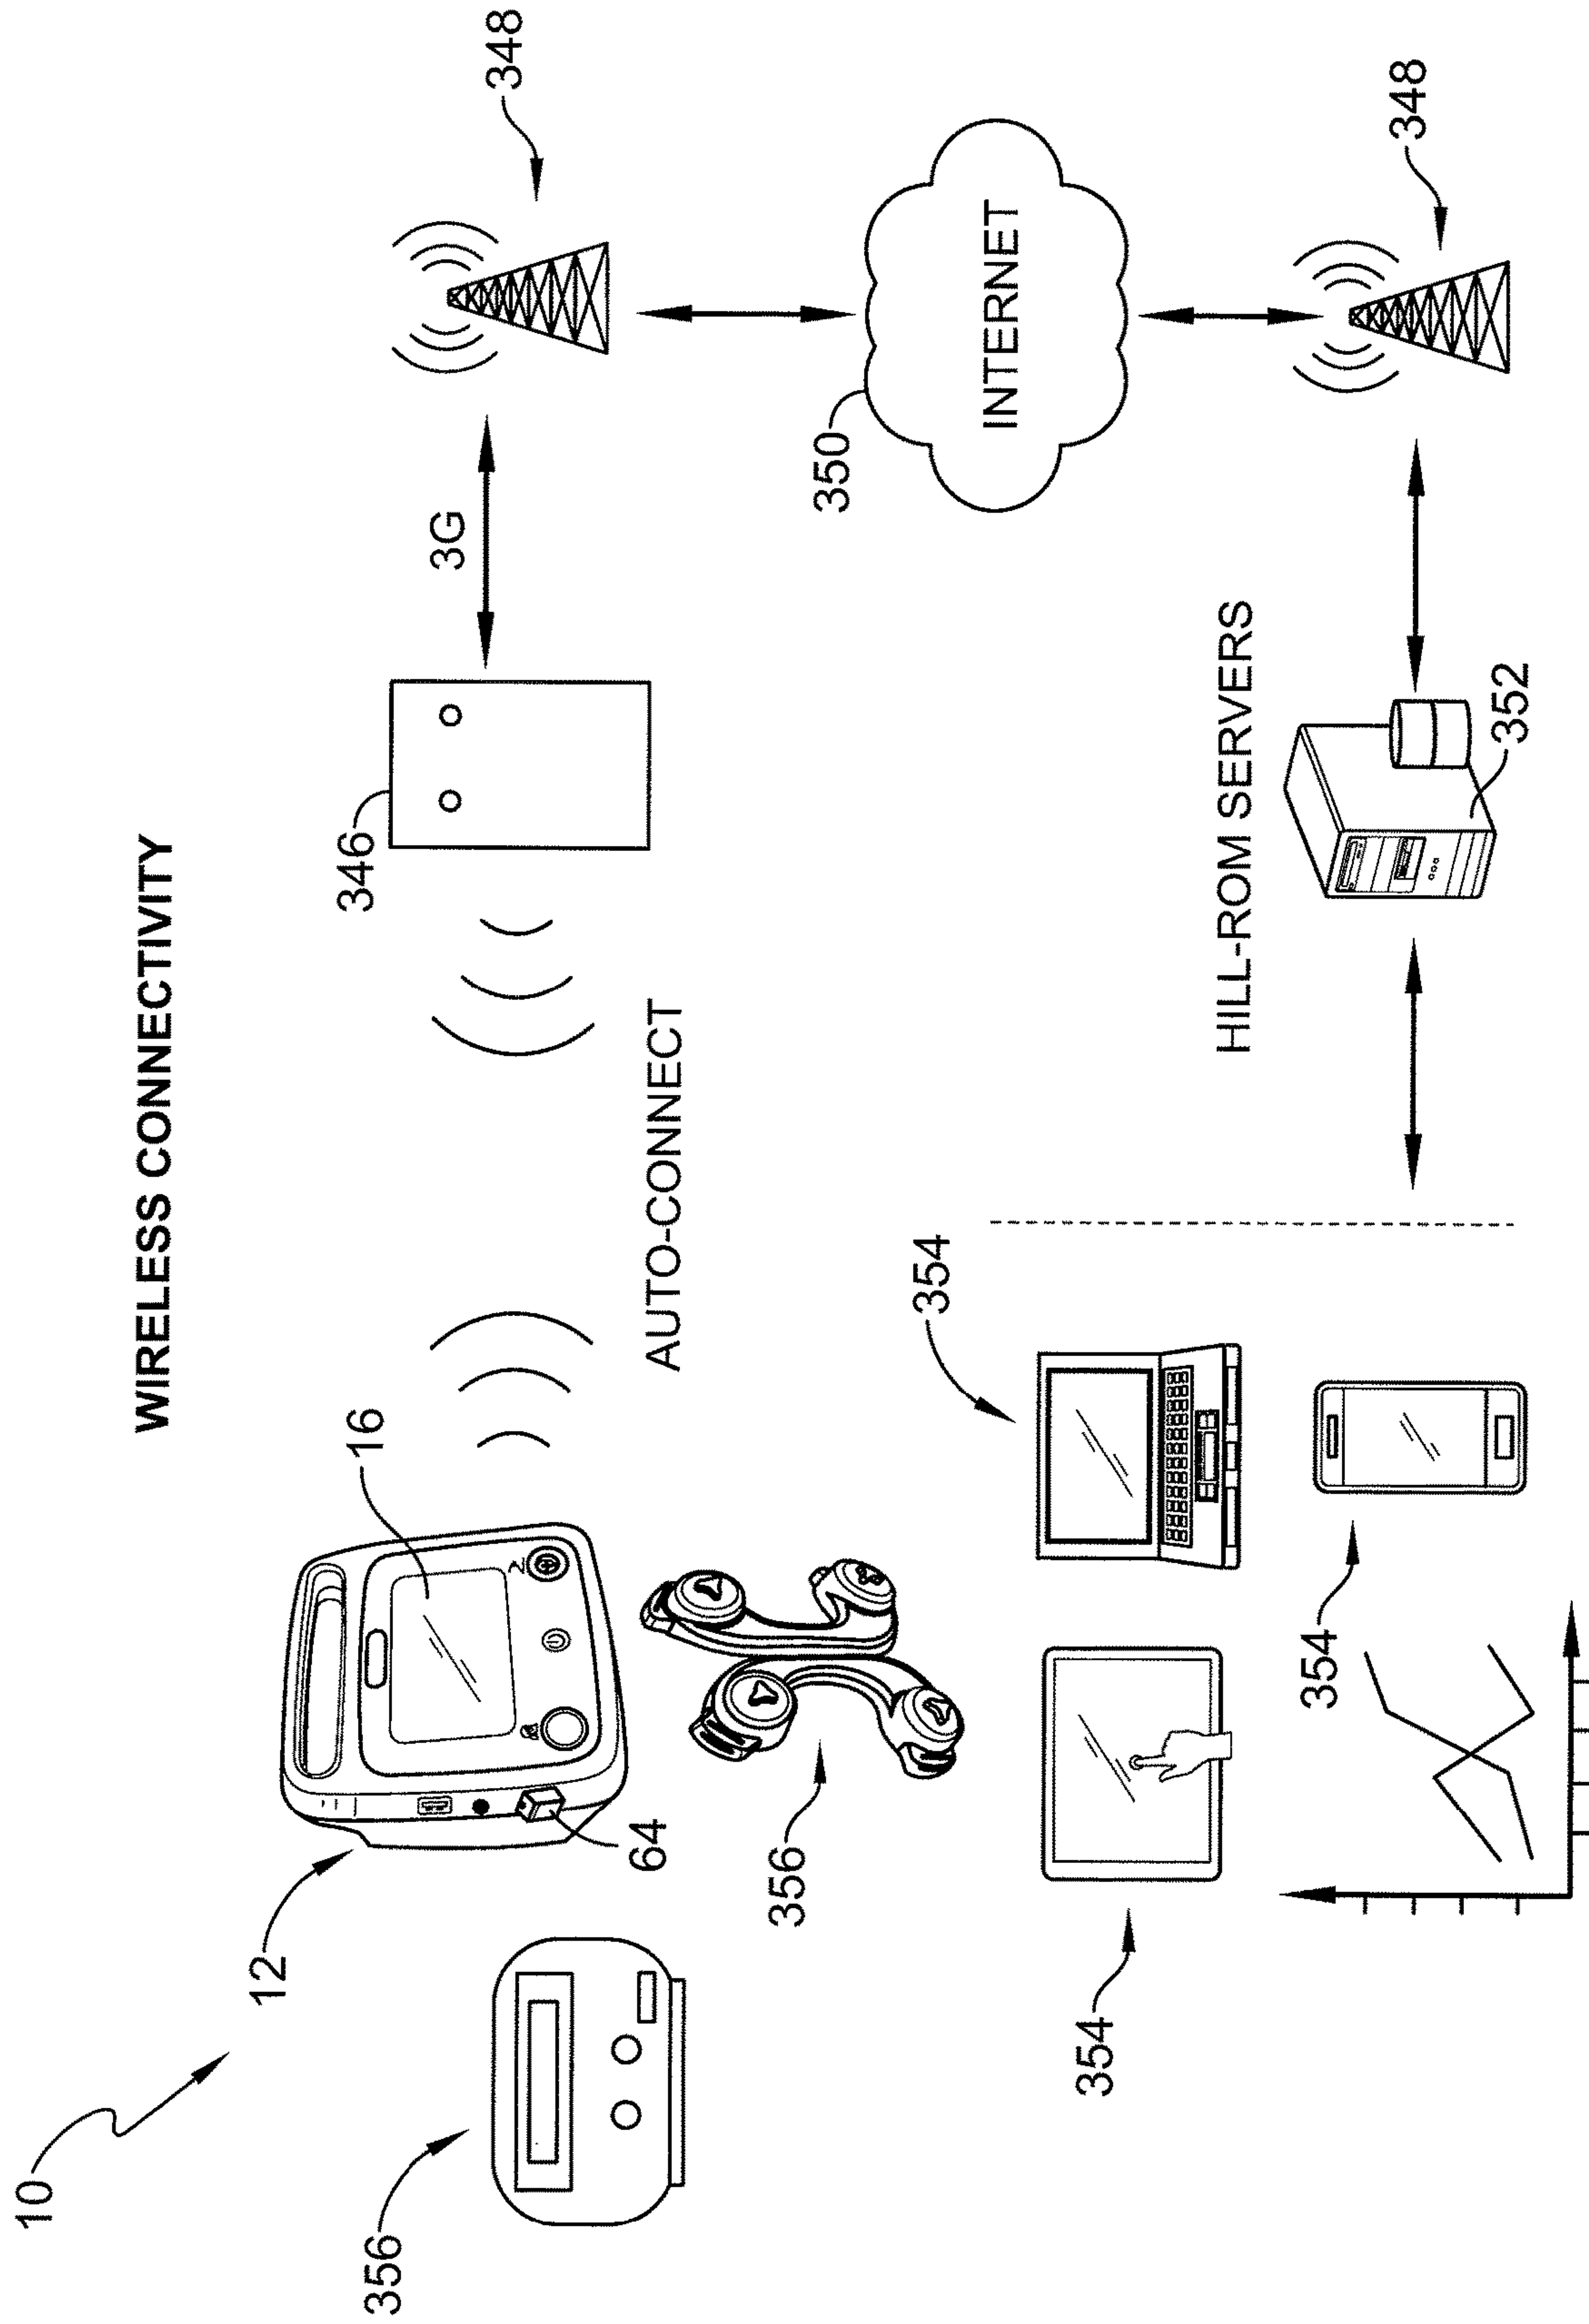 WIRELESS CONNECTIVITY
10
12
16
346
3G
348
356
64
AUTO-CONNECT
356
350
INTERNET
354
354
HILL-ROM SERVERS
352
348
354